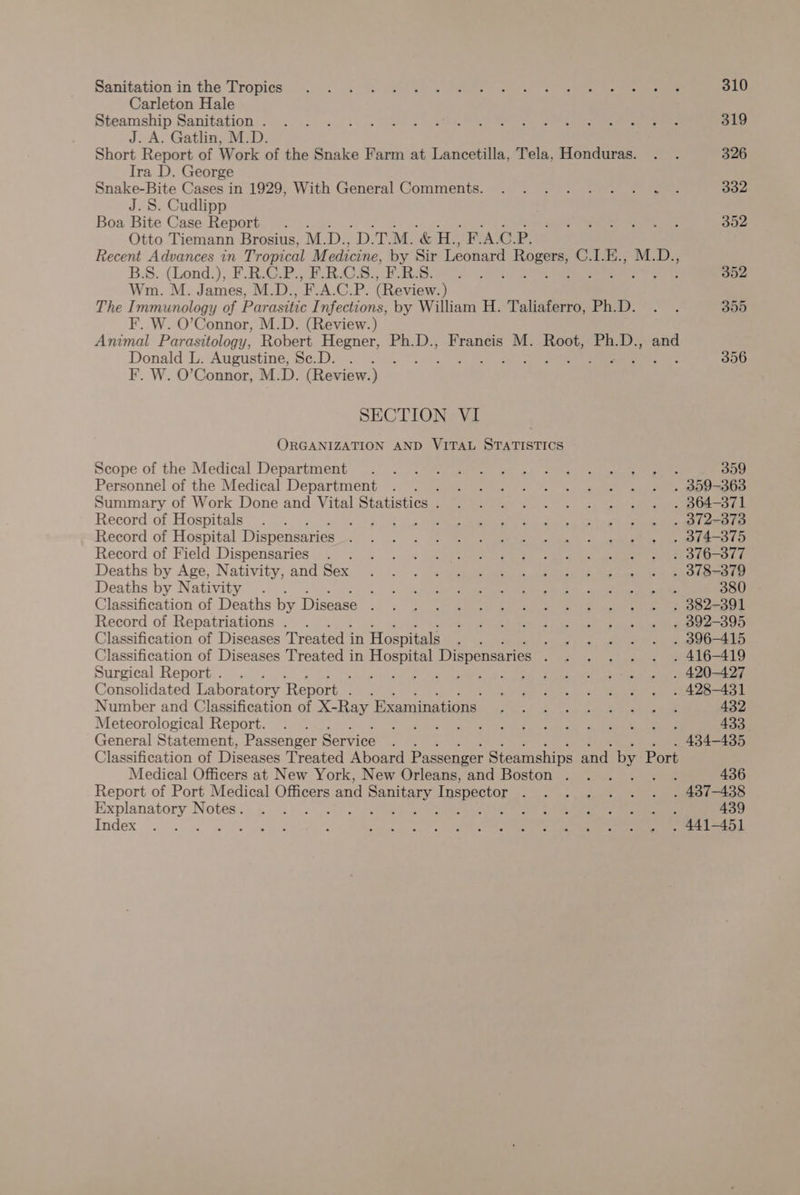 Sanitation in the Tropics . . . . . . . . . . . . . . . . . . . . 310
Carleton Hale
Steamship Sanitation . . . . . . . . . . . . . . . . . . . . . 319
J. A. Gatlin, M.D.
Short Report of Work of the Snake Farm at Lancetilla, Tela, Honduras. . . 326
Ira D. George
Snake-Bite Cases in 1929, With General Comments. . . . . . . . . . 332
J. S. Cudlipp
Boa Bite Case Report . . . . . . . . . . . . . . . . . . . . . 352
Otto Tiemann Brosius, M.D., D.T.M. & H., F.A.C.P.
Recent Advances in Tropical Medicine, by Sir Leonard Rogers, C.I.E., M.D.,
B.S. (Lond.), F.R.C.P., F.R.C.S., F.R.S. . . . . . . . . . . . . 352
Wm. M. James, M.D., F.A.C.P. (Review.)
The Immunology of Parasitic Infections, by William H. Taliaferro, Ph.D. . . 355
F. W. O'Connor, M.D. (Review.)
Animal Parasitology, Robert Hegner, Ph.D., Francis M. Root, Ph.D., and
Donald L. Augustine, Sc.D. . . . . . . . . . . . . . . . . . 356
F. W. O'Connor, M.D. (Review.)
SECTION VI
ORGANIZATION AND VITAL STATISTICS
Scope of the Medical Department . . . . . . . . . . . . . . . . 359
Personnel of the Medical Department . . . . . . . . . . . . . . . 359-363
Summary of Work Done and Vital Statistics . . . . . . . . . . . . . 364-371
Record of Hospitals . . . . . . . . . . . . . . . . . . . . . 372-373
Record of Hospital Dispensaries . . . . . . . . . . . . . . . . . 374-375
Record of Field Dispensaries . . . . . . . . . . . . . . . . . . 376-377
Deaths by Age, Nativity, and Sex . . . . . . . . . . . . . . . . 378-379
Deaths by Nativity . . . . . . . . . . . . . . . . . . . . . 380
Classification of Deaths by Disease . . . . . . . . . . . . . . . . 382-391
Record of Repatriations . . . . . . . . . . . . . . . . . . . . 392-395
Classification of Diseases Treated in Hospitals . . . . . . . . . . . . 396-415
Classification of Diseases Treated in Hospital Dispensaries . . . . . . . 416-419
Surgical Report . . . . . . . . . . . . . . . . . . . . . . . 420-427
Consolidated Laboratory Report . . . . . . . . . . . . . . . . . 428-431
Number and Classification of X-Ray Examinations . . . . . . . . . . 432
Meteorological Report. . . . . . . . . . . . . . . . . . . . . 433
General Statement, Passenger Service . . . . . . . . . . . . . . . 434-435
Classification of Diseases Treated Aboard Passenger Steamships and by Port
Medical Officers at New York, New Orleans, and Boston . . . . . . . 436
Report of Port Medical Officers and Sanitary Inspector . . . . . . . . . 437-438
Explanatory Notes. . . . . . . . . . . . . . . . . . . . . . 439
Index . . . . . . . . . . . . . . . . . . . . . . . . . . 441-451